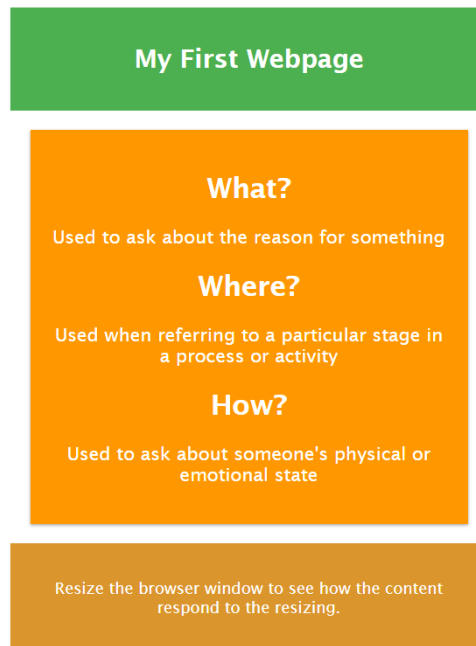 My First Webpage
What?
Used to ask about the reason for something
Where?
Used when referring to a particular stage in
a process or activity
How?
Used to ask about someone's physical or
emotional state
Resize the browser window to see how the content
respond to the resizing.